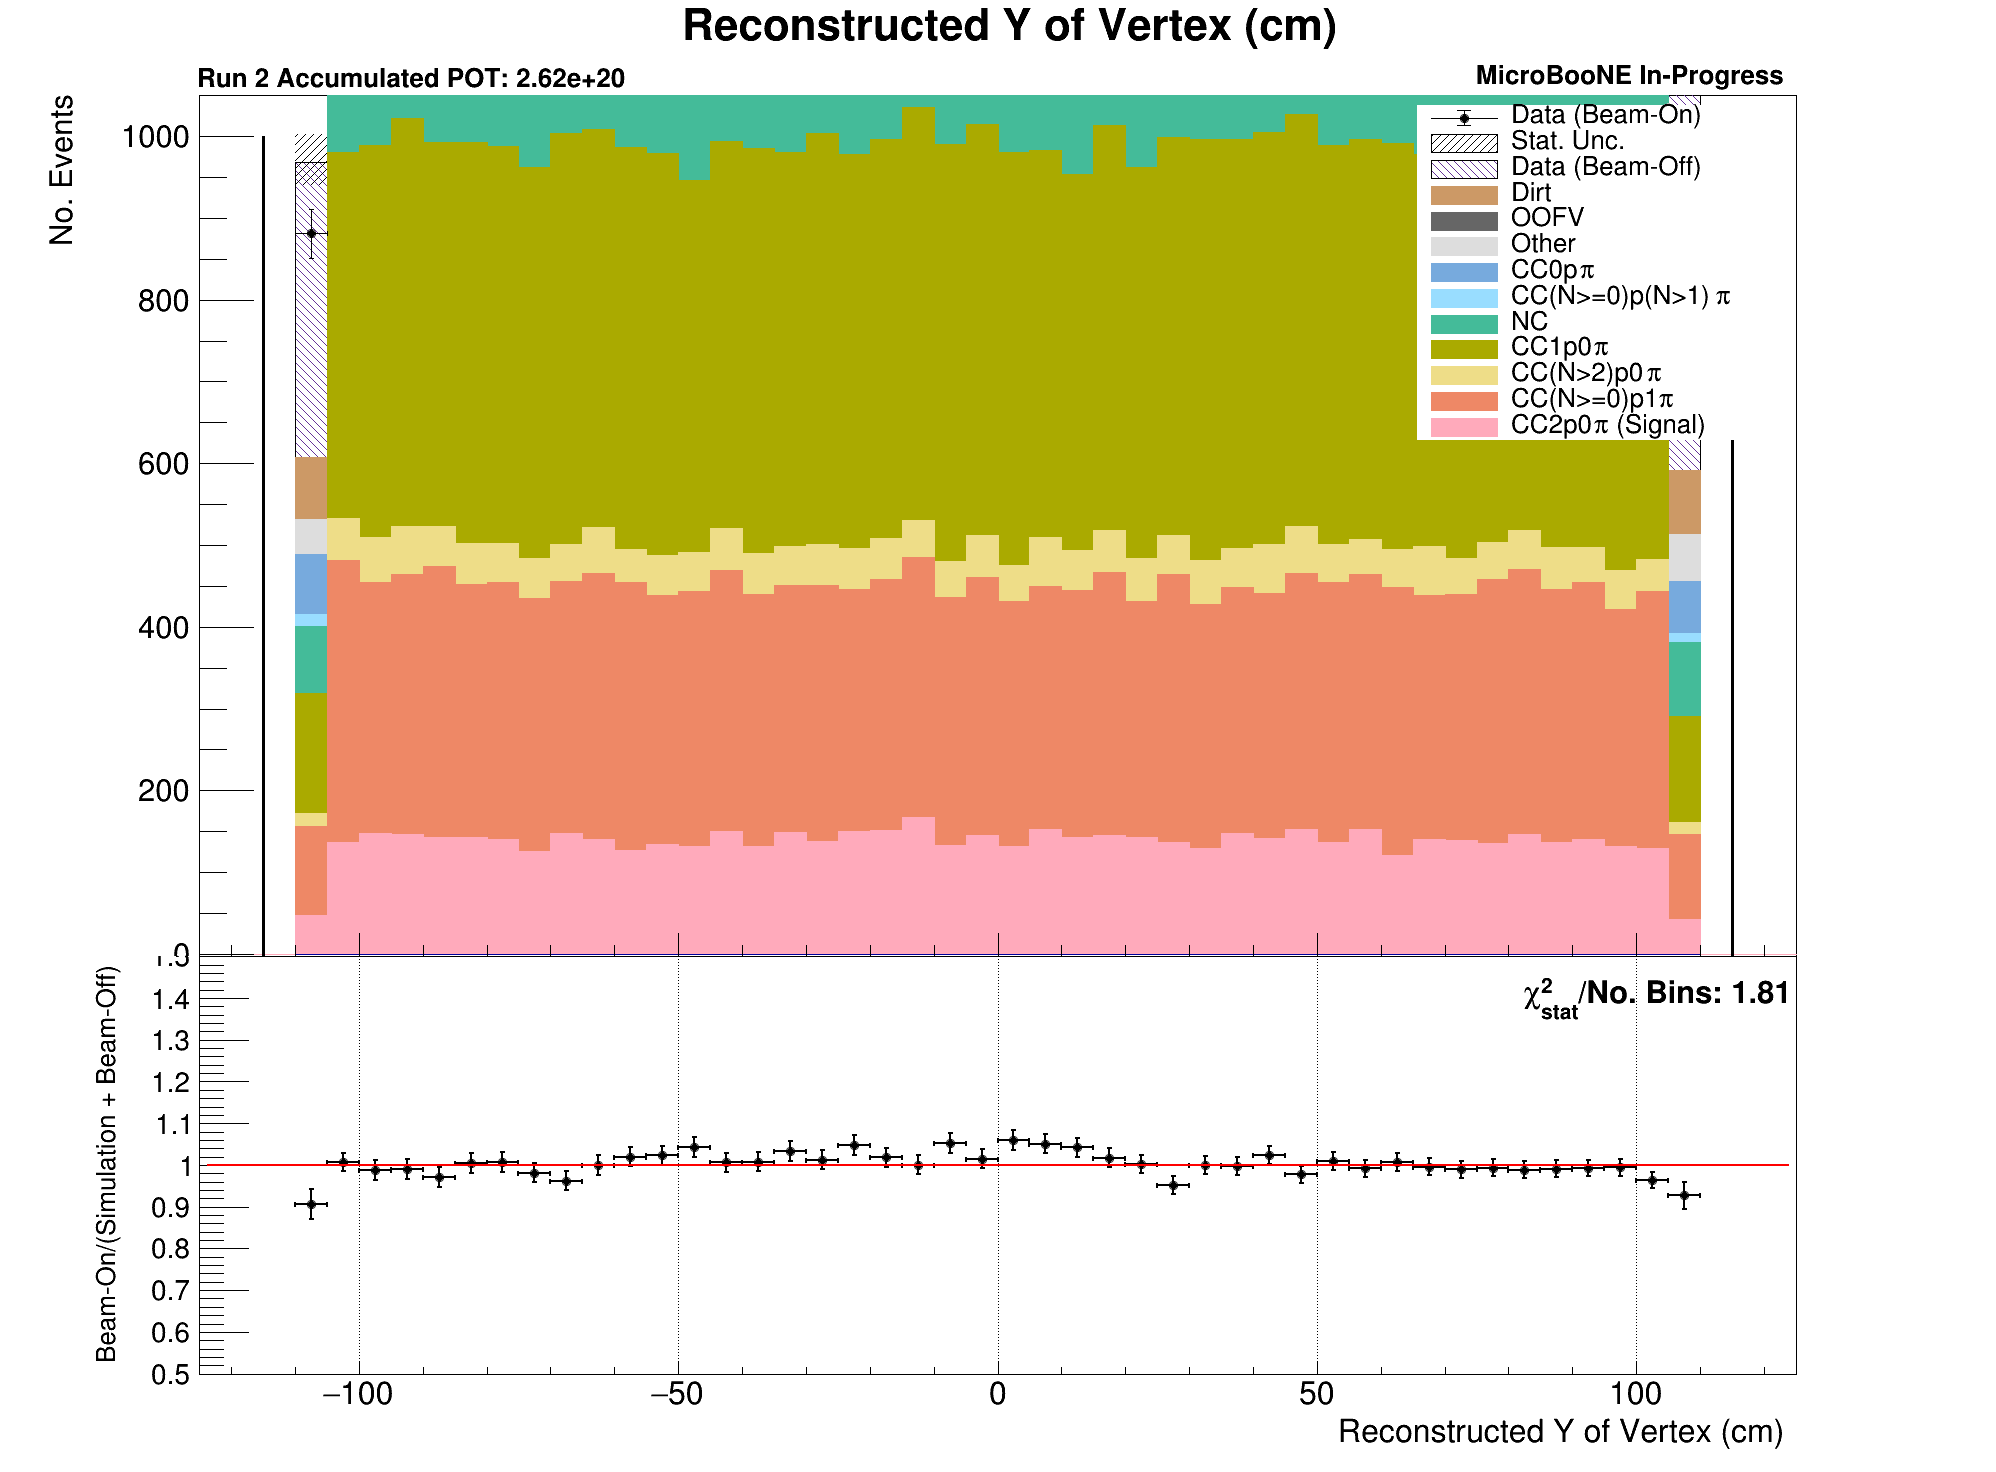 Reconstructed Y of Vertex (cm)
Run 2 Accumulated POT: 2.62e+20
MicroBooNE In-Progress
No. Events
1000
800
600
400
200
0
Data (Beam-On)
Stat. Unc.
Data (Beam-Off)
Dirt
OOFV
Other
CC0pπ
CC(N>=0)p(N>1) π
NC
CC1p0π
CC(N>2)p0π
CC(N>=0)p1π
CC2p0π (Signal)
Beam-On/(Simulation + Beam-Off)
1.5
1.4
1.3
1.2
1.1
1
0.9
0.8
0.7
0.6
0.5
χ²stat/No. Bins: 1.81
−100 −50 0 50 100
Reconstructed Y of Vertex (cm)